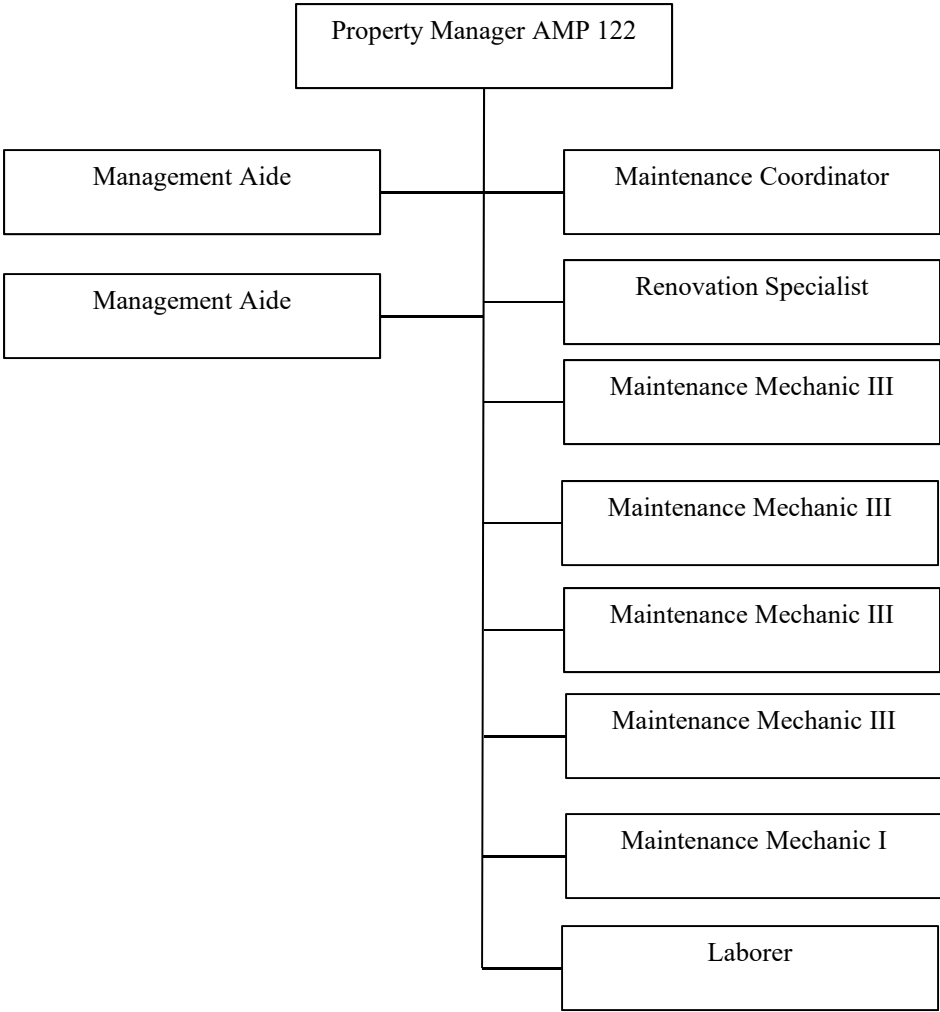 Property Manager AMP 122
Management Aide
Maintenance Coordinator
Management Aide
Renovation Specialist
Maintenance Mechanic III
Maintenance Mechanic III
Maintenance Mechanic III
Maintenance Mechanic III
Maintenance Mechanic I
Laborer